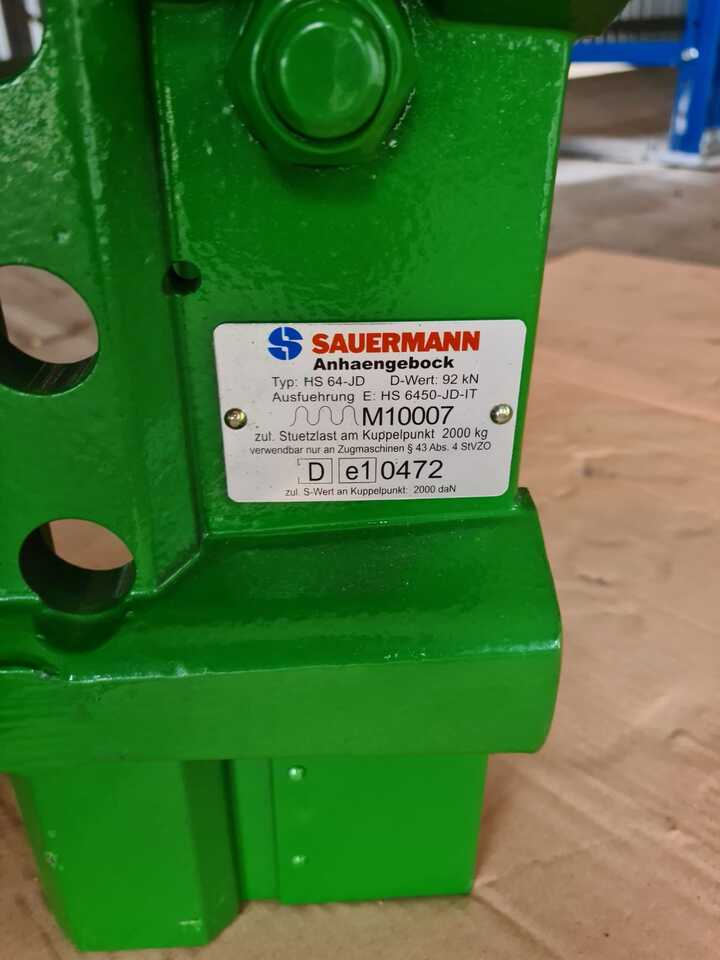 SAUERMANN
Anhaengebock
Typ: HS 64-JD D-Wert: 92 kN
Ausfuehrung E: HS 6450-JD-IT
M10007
zul. Stuetzlast am Kuppelpunkt 2000 kg
verwendbar nur an Zugmaschinen § 43 Abs. 4 StVZO
D e1 0472
zul. S-Wert an Kuppelpunkt: 2000 daN